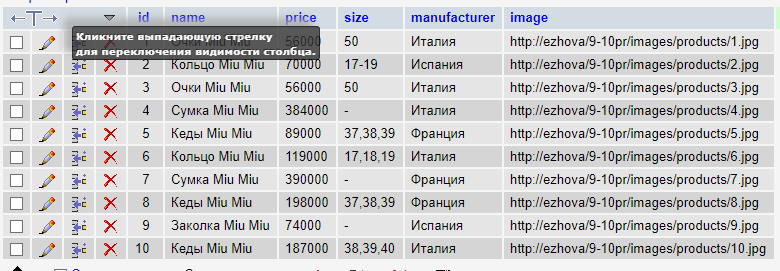 id name price size manufacturer image
Кликните выпадающую стрелку
для переключения видимости столбца.
1 Очки Miu Miu 56000 50 Италия http://ezhova/9-10pr/images/products/1.jpg
2 Кольцо Miu Miu 70000 17-19 Испания http://ezhova/9-10pr/images/products/2.jpg
3 Очки Miu Miu 56000 50 Италия http://ezhova/9-10pr/images/products/3.jpg
4 Сумка Miu Miu 384000 - Италия http://ezhova/9-10pr/images/products/4.jpg
5 Кеды Miu Miu 89000 37,38,39 Франция http://ezhova/9-10pr/images/products/5.jpg
6 Кольцо Miu Miu 119000 17,18,19 Италия http://ezhova/9-10pr/images/products/6.jpg
7 Сумка Miu Miu 390000 - Франция http://ezhova/9-10pr/images/products/7.jpg
8 Кеды Miu Miu 198000 37,38,39 Франция http://ezhova/9-10pr/images/products/8.jpg
9 Заколка Miu Miu 74000 - Испания http://ezhova/9-10pr/images/products/9.jpg
10 Кеды Miu Miu 187000 38,39,40 Италия http://ezhova/9-10pr/images/products/10.jpg